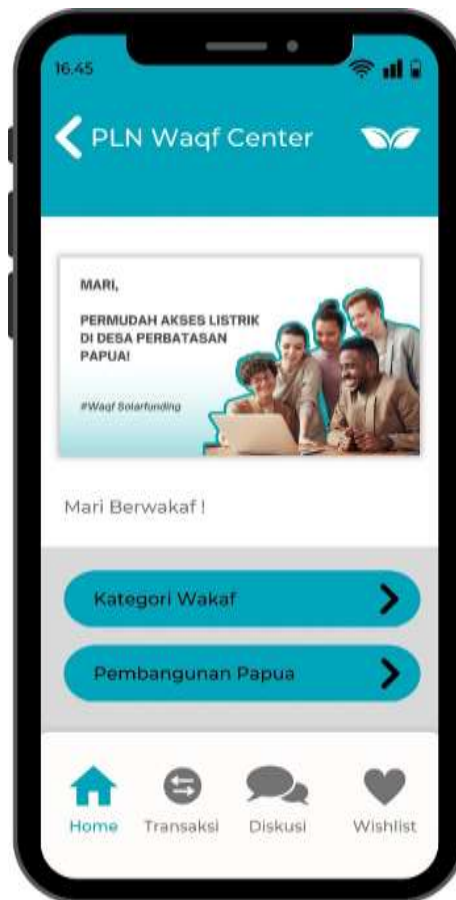 16.45
PLN Waqf Center
MARI,
PERMUDAH AKSES LISTRIK
DI DESA PERBATASAN
PAPUA!
#Waqf Solarfunding
Mari Berwakaf !
Kategori Wakaf
Pembangunan Papua
Home Transaksi Diskusi Wishlist